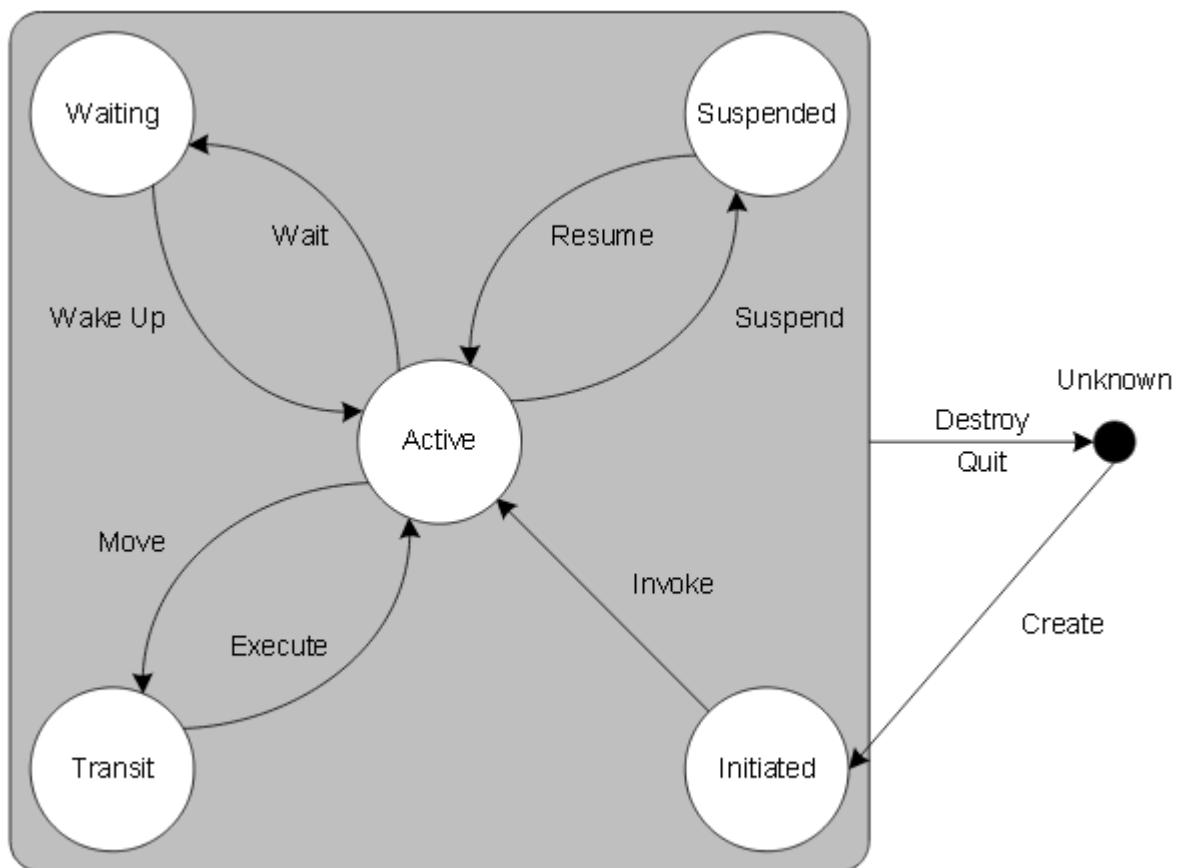 Waiting
Suspended
Wait
Resume
Wake Up
Suspend
Unknown
Active
Destroy
Quit
Move
Invoke
Create
Execute
Transit
Initiated